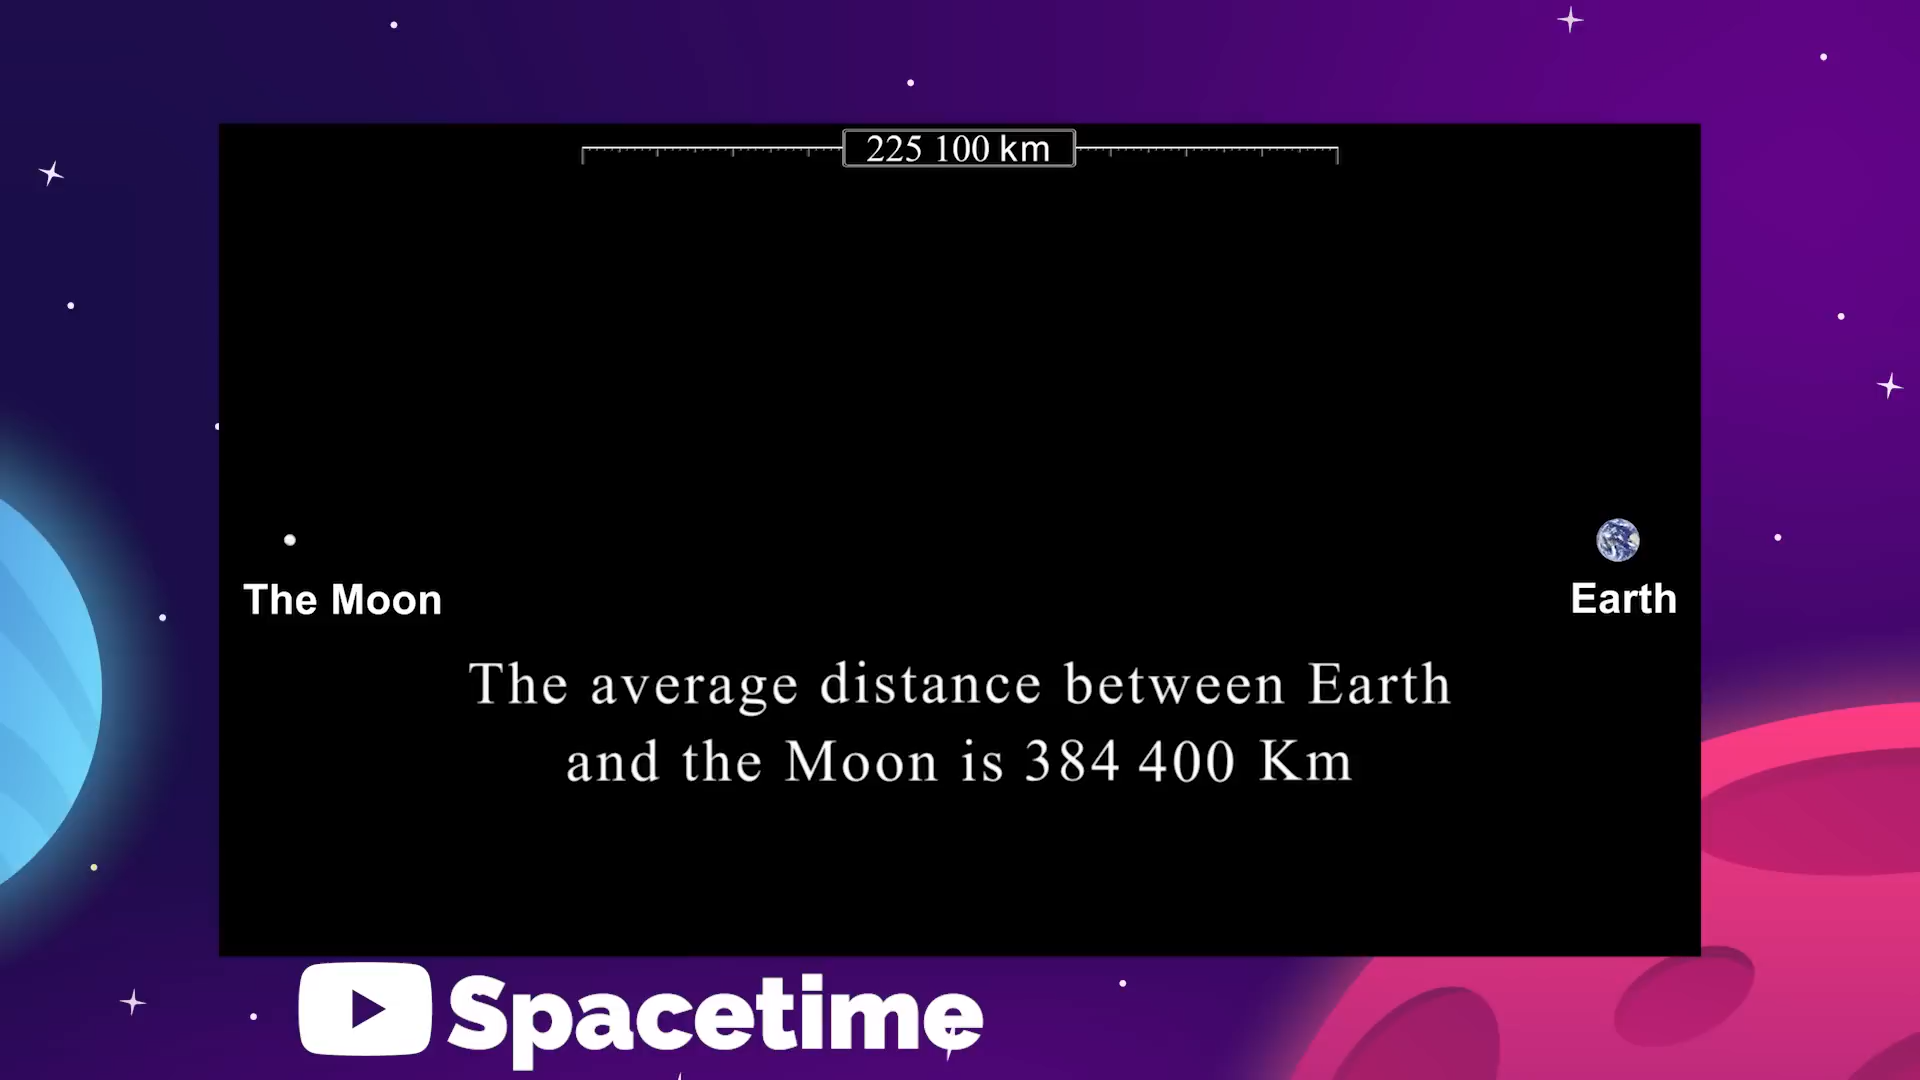 225 100 km
The Moon
Earth
The average distance between Earth
and the Moon is 384 400 Km
Spacetime